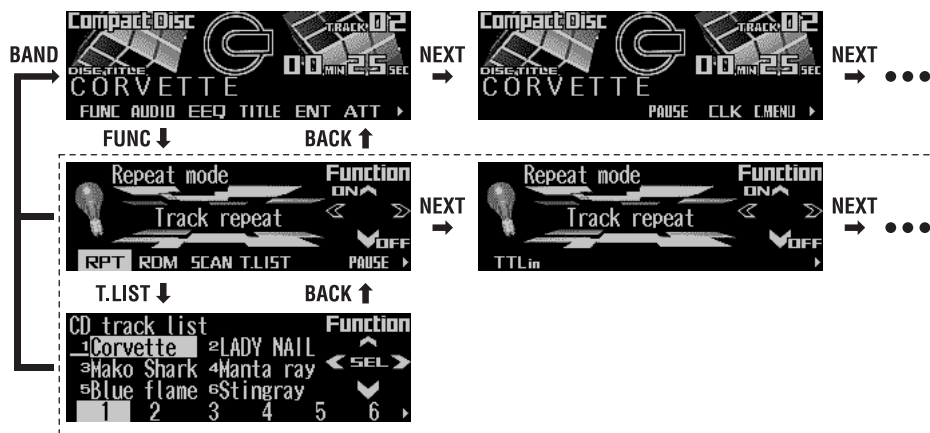 Compact Disc TRACK 02
00 MIN 25 SEC
DISC TITLE
CORVETTE
FUNC AUDIO EEQ TITLE ENT ATT
BAND
NEXT
Compact Disc TRACK 02
00 MIN 25 SEC
DISC TITLE
CORVETTE
PAUSE CLK C.MENU
NEXT
FUNC
BACK
Repeat mode Function
ON
Track repeat
OFF
RPT RDM SCAN T.LIST PAUSE
NEXT
Repeat mode Function
ON
Track repeat
OFF
TTLin
NEXT
T.LIST
BACK
CD track list Function
1Corvette 2LADY NAIL
3Mako Shark 4Manta ray
SEL
5Blue flame 6Stingray
1 2 3 4 5 6